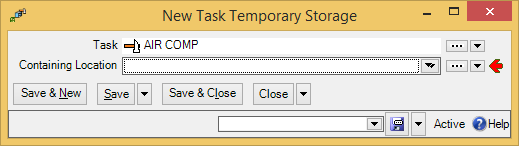 New Task Temporary Storage
Task AIR COMP
Containing Location
Save & New Save Save & Close Close
Active Help